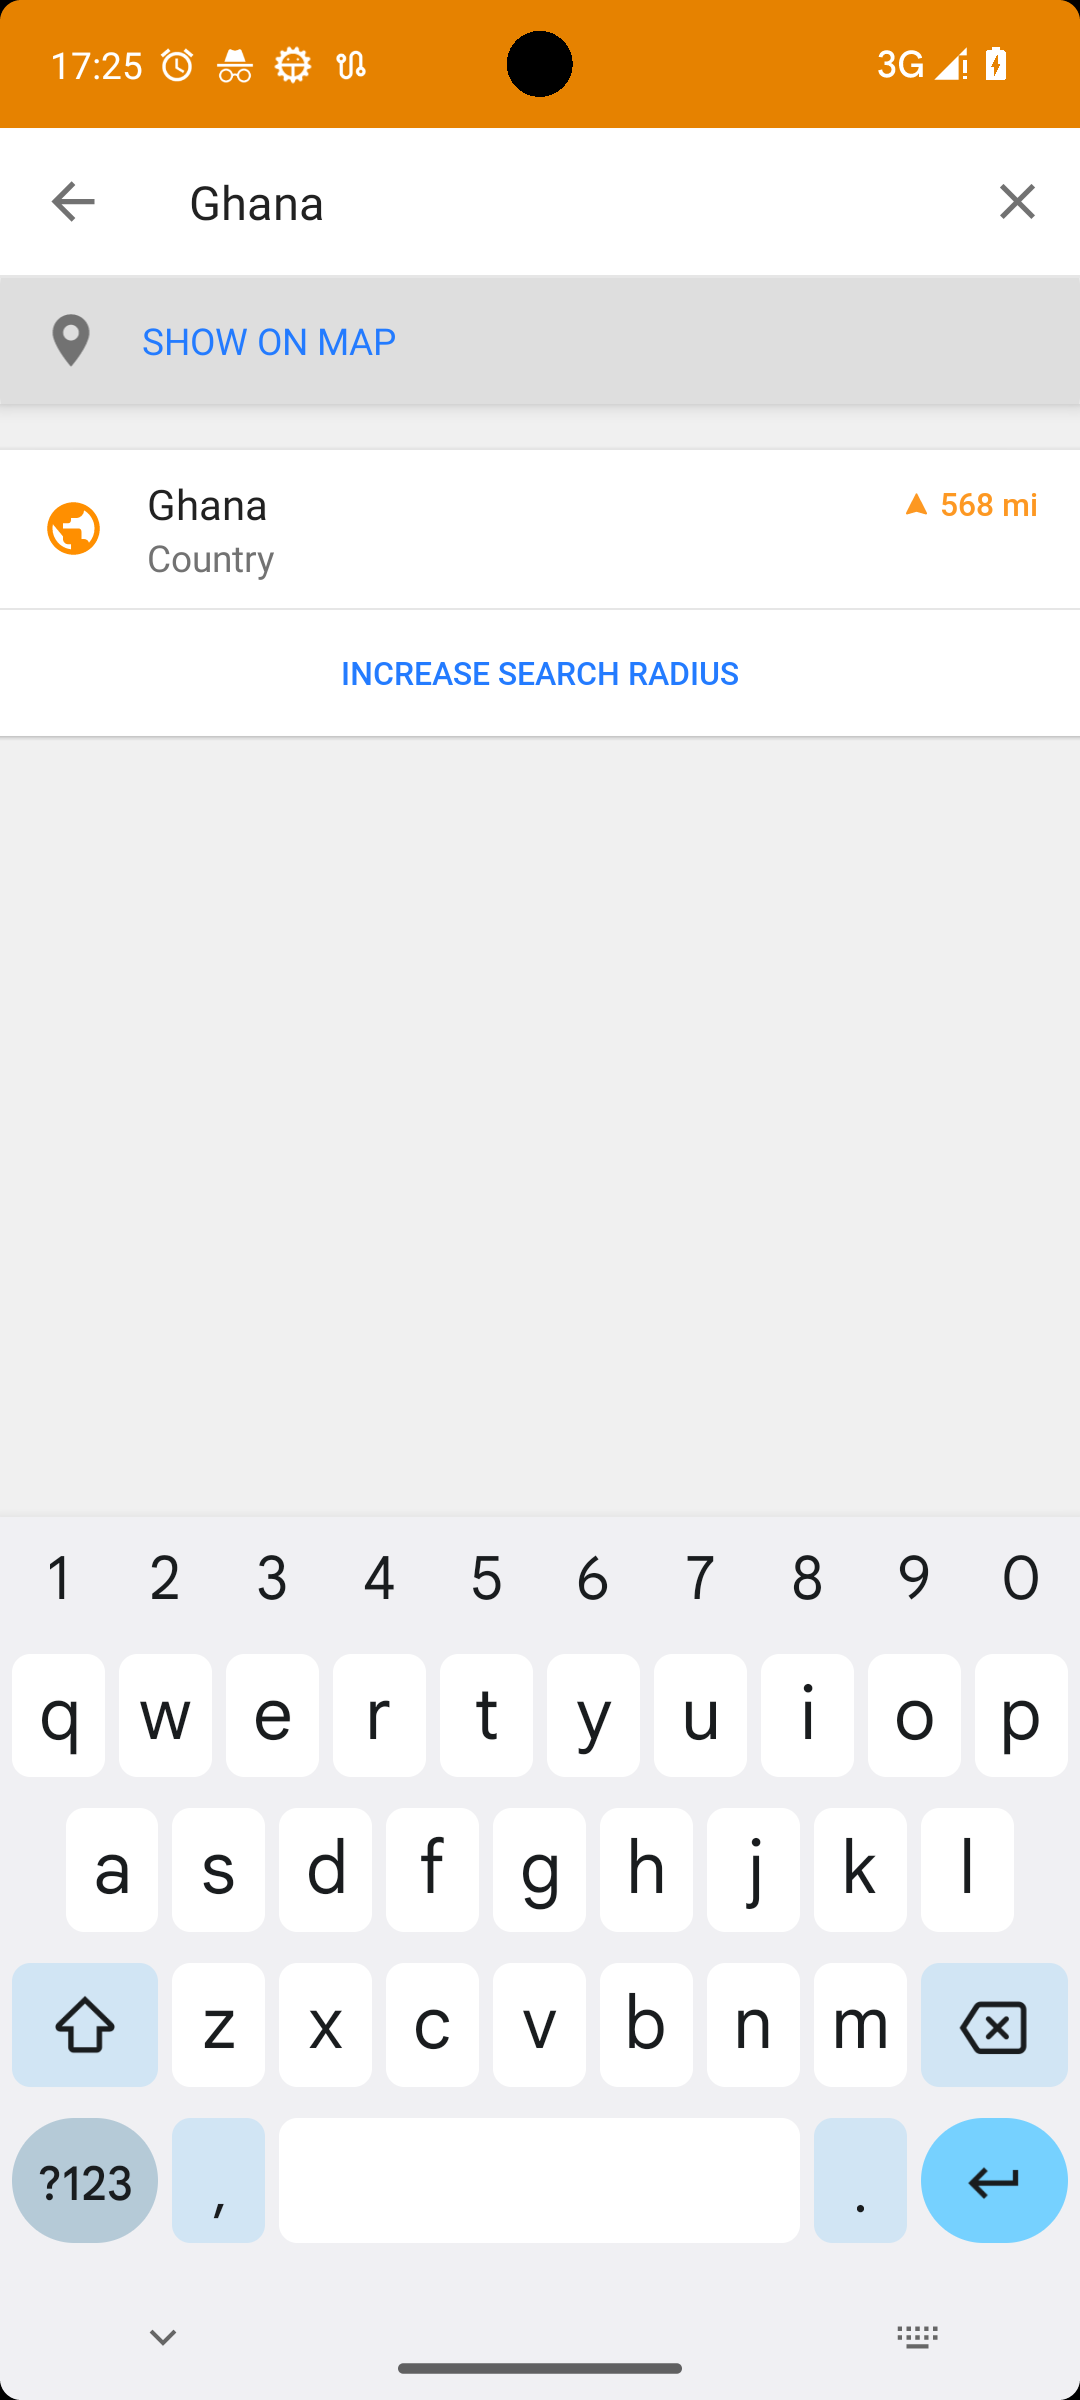 17:25
3G
Ghana
SHOW ON MAP
Ghana
568 mi
Country
INCREASE SEARCH RADIUS
1 2 3 4 5 6 7 8 9 0
q w e r t y u i o p
a s d f g h j k l
z x c v b n m
?123 , .